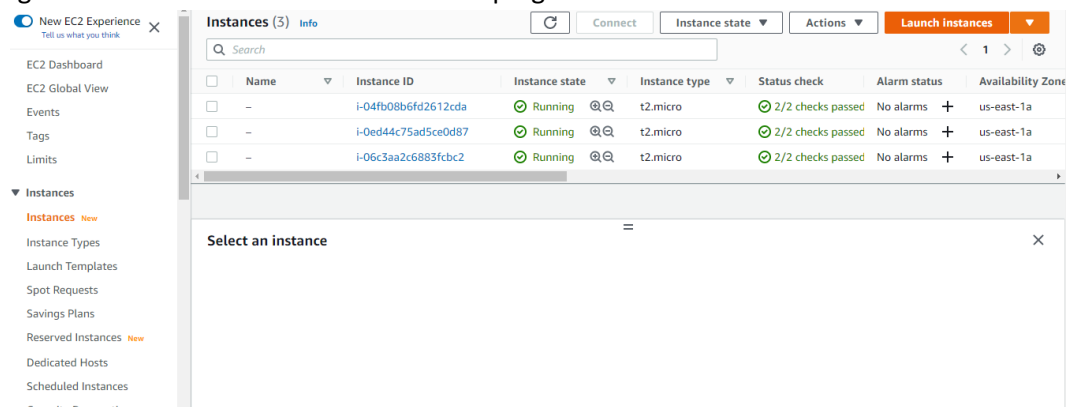 New EC2 Experience
Tell us what you think
EC2 Dashboard
EC2 Global View
Events
Tags
Limits
Instances
Instances New
Instance Types
Launch Templates
Spot Requests
Savings Plans
Reserved Instances New
Dedicated Hosts
Scheduled Instances
Instances (3) Info
Connect
Instance state
Actions
Launch instances
Search
1
Name Instance ID Instance state Instance type Status check Alarm status Availability Zone
– i-04fb08b6fd2612cda Running t2.micro 2/2 checks passed No alarms + us-east-1a
– i-0ed44c75ad5ce0d87 Running t2.micro 2/2 checks passed No alarms + us-east-1a
– i-06c3aa2c6883fcbc2 Running t2.micro 2/2 checks passed No alarms + us-east-1a
Select an instance